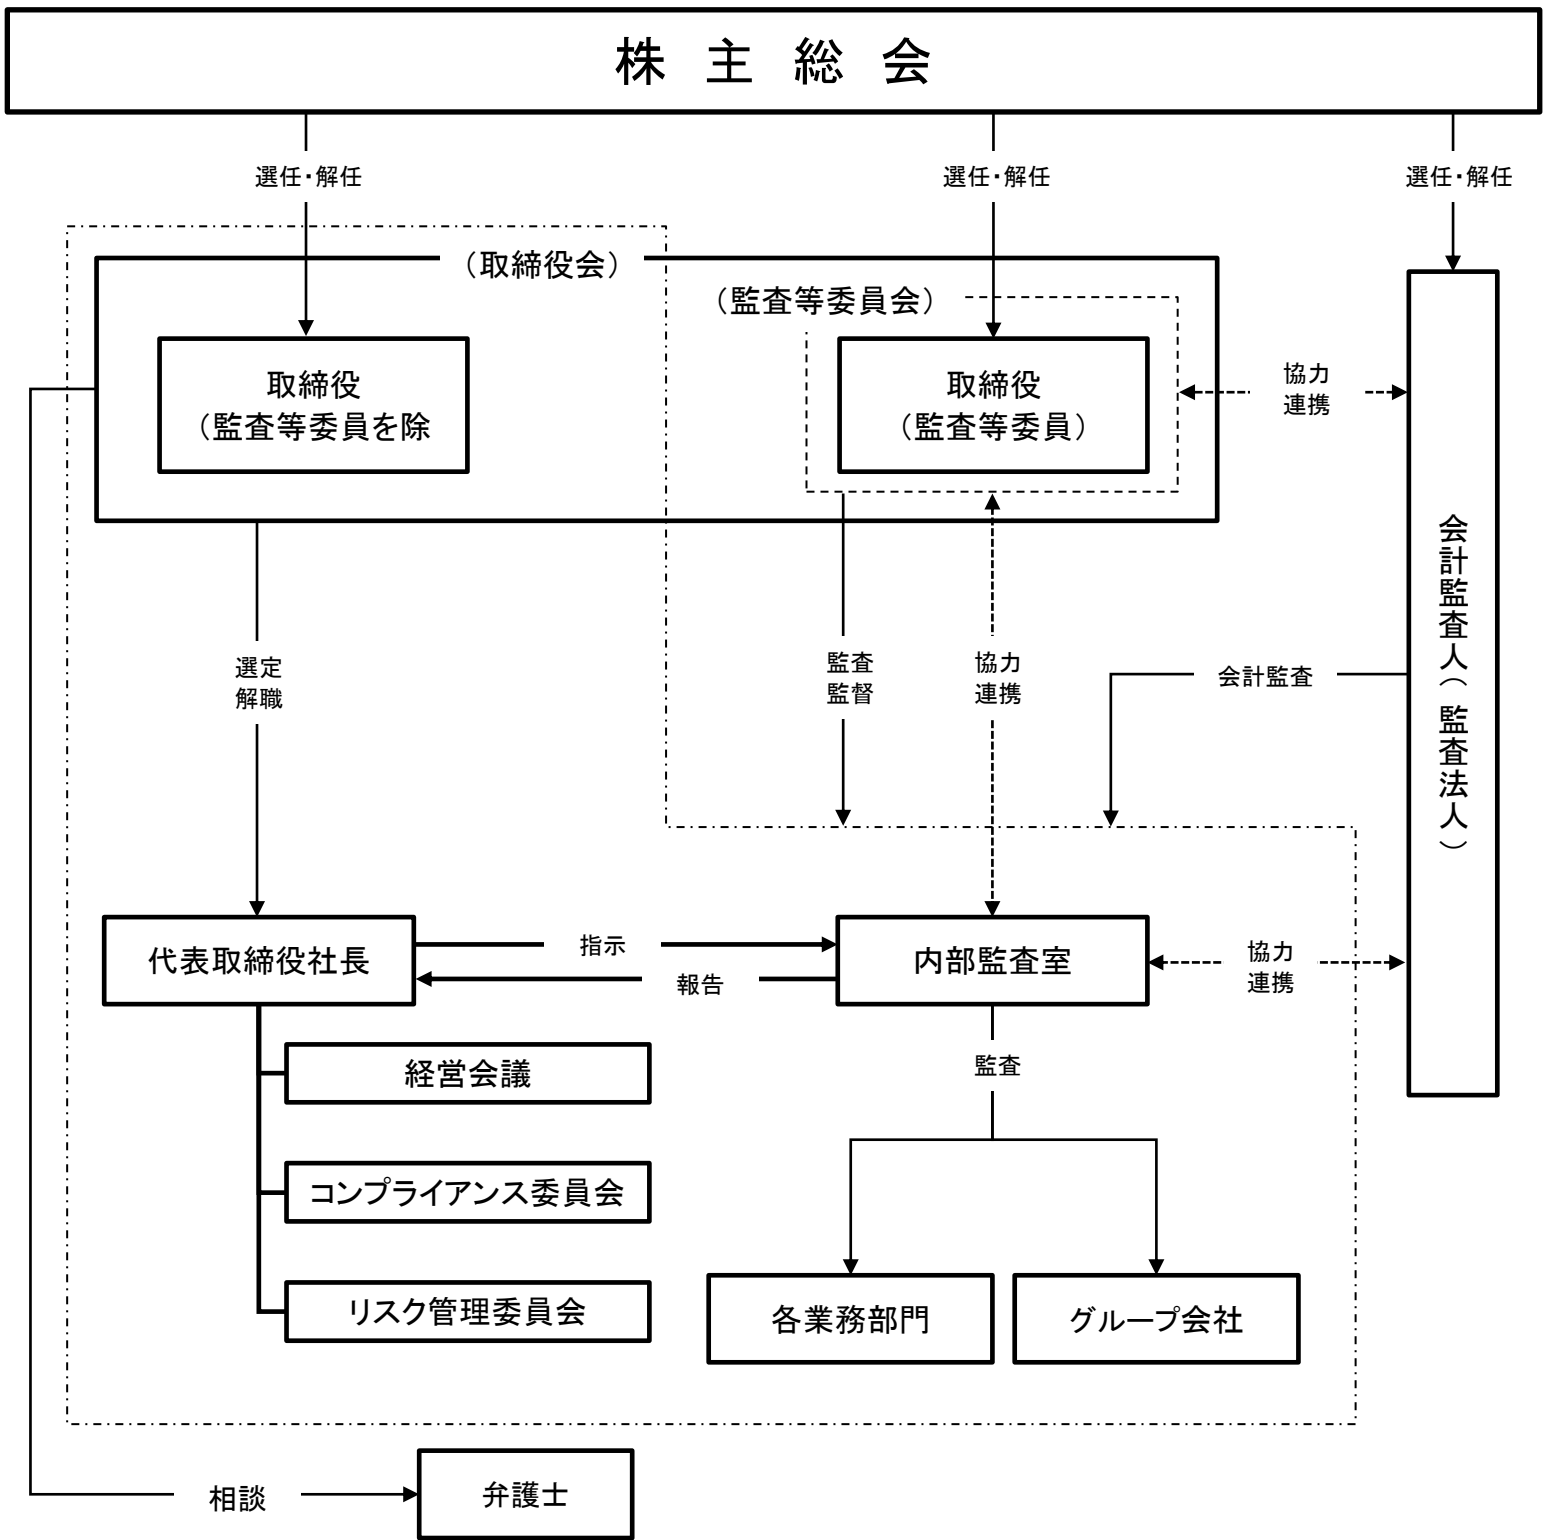 株主総会
選任・解任
選任・解任
選任・解任
（取締役会）
（監査等委員会）
取締役
（監査等委員を除
取締役
（監査等委員）
協力
連携
会計監査人（監査法人）
選定
解職
監査
監督
協力
連携
会計監査
代表取締役社長
指示
報告
内部監査室
協力
連携
経営会議
監査
コンプライアンス委員会
リスク管理委員会
各業務部門
グループ会社
相談
弁護士